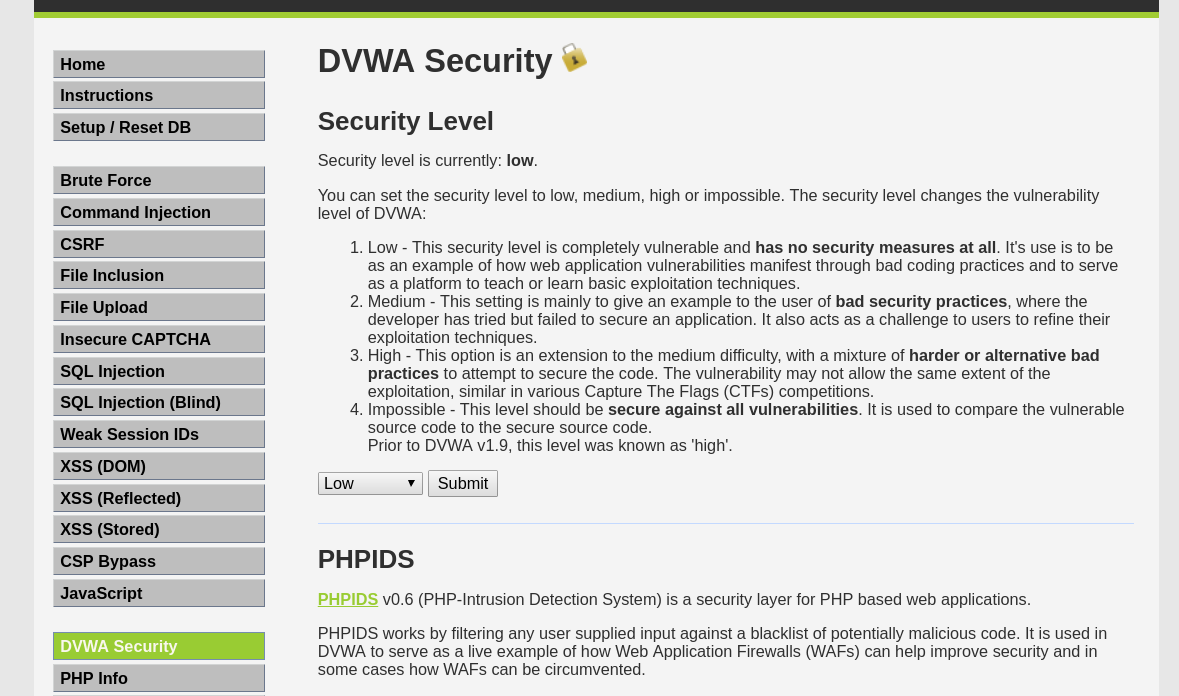 Home
Instructions
Setup / Reset DB
Brute Force
Command Injection
CSRF
File Inclusion
File Upload
Insecure CAPTCHA
SQL Injection
SQL Injection (Blind)
Weak Session IDs
XSS (DOM)
XSS (Reflected)
XSS (Stored)
CSP Bypass
JavaScript
DVWA Security
PHP Info
DVWA Security
Security Level
Security level is currently: low.
You can set the security level to low, medium, high or impossible. The security level changes the vulnerability
level of DVWA:
1. Low - This security level is completely vulnerable and has no security measures at all. It's use is to be
as an example of how web application vulnerabilities manifest through bad coding practices and to serve
as a platform to teach or learn basic exploitation techniques.
2. Medium - This setting is mainly to give an example to the user of bad security practices, where the
developer has tried but failed to secure an application. It also acts as a challenge to users to refine their
exploitation techniques.
3. High - This option is an extension to the medium difficulty, with a mixture of harder or alternative bad
practices to attempt to secure the code. The vulnerability may not allow the same extent of the
exploitation, similar in various Capture The Flags (CTFs) competitions.
4. Impossible - This level should be secure against all vulnerabilities. It is used to compare the vulnerable
source code to the secure source code.
Prior to DVWA v1.9, this level was known as 'high'.
Low Submit
PHPIDS
PHPIDS v0.6 (PHP-Intrusion Detection System) is a security layer for PHP based web applications.
PHPIDS works by filtering any user supplied input against a blacklist of potentially malicious code. It is used in
DVWA to serve as a live example of how Web Application Firewalls (WAFs) can help improve security and in
some cases how WAFs can be circumvented.